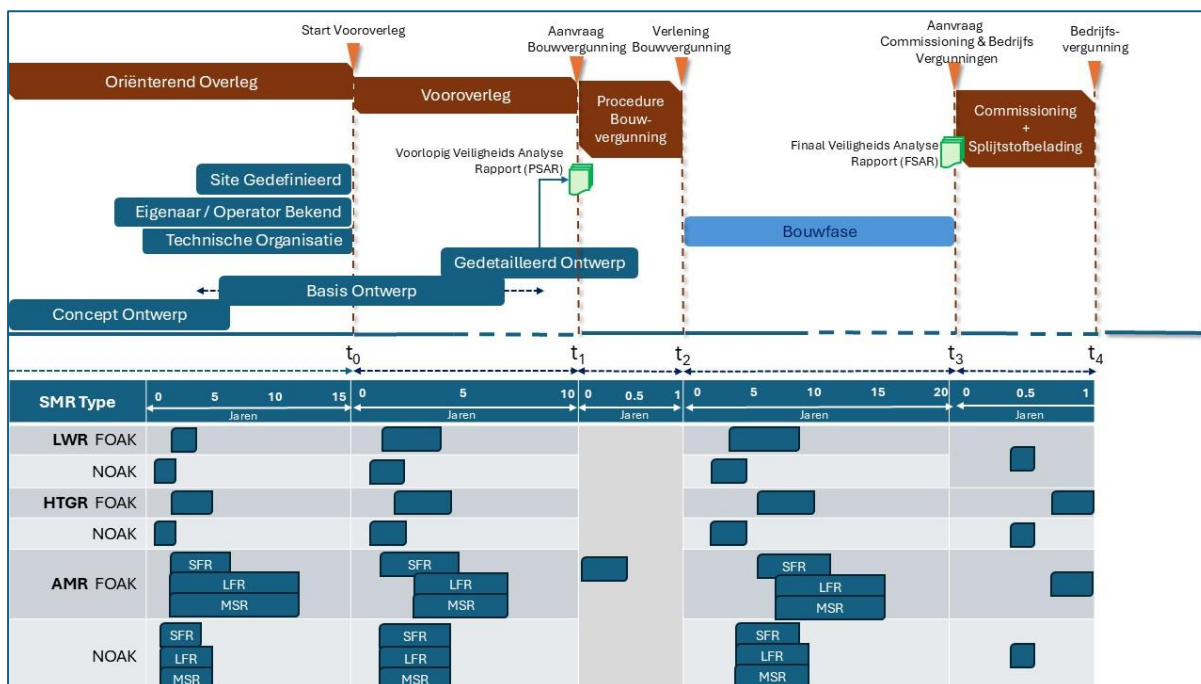 Start Vooroverleg
Aanvraag
Bouwvergunning
Verlening
Bouwvergunning
Aanvraag
Commissioning & Bedrijfs
Vergunningen
Bedrijfs-
vergunning
Oriënterend Overleg
Vooroverleg
Procedure
Bouw-
vergunning
Commissioning
+
Splijtstofbelading
Voorlopig Veiligheids Analyse
Rapport (PSAR)
Finaal Veiligheids Analyse
Rapport (FSAR)
Site Gedefinieerd
Eigenaar / Operator Bekend
Technische Organisatie
Bouwfase
Gedetailleerd Ontwerp
Basis Ontwerp
Concept Ontwerp
t0 t1 t2 t3 t4
SMR Type
0 5 15
Jaren
0 5 10
Jaren
0 0.5 1
Jaren
0 5 10 15 20
Jaren
0 0.5 1
Jaren
LWR FOAK
NOAK
HTGR FOAK
NOAK
AMR FOAK
SFR
LFR
MSR
SFR
LFR
MSR
SFR
LFR
MSR
NOAK
SFR
LFR
MSR
SFR
LFR
MSR
SFR
LFR
MSR